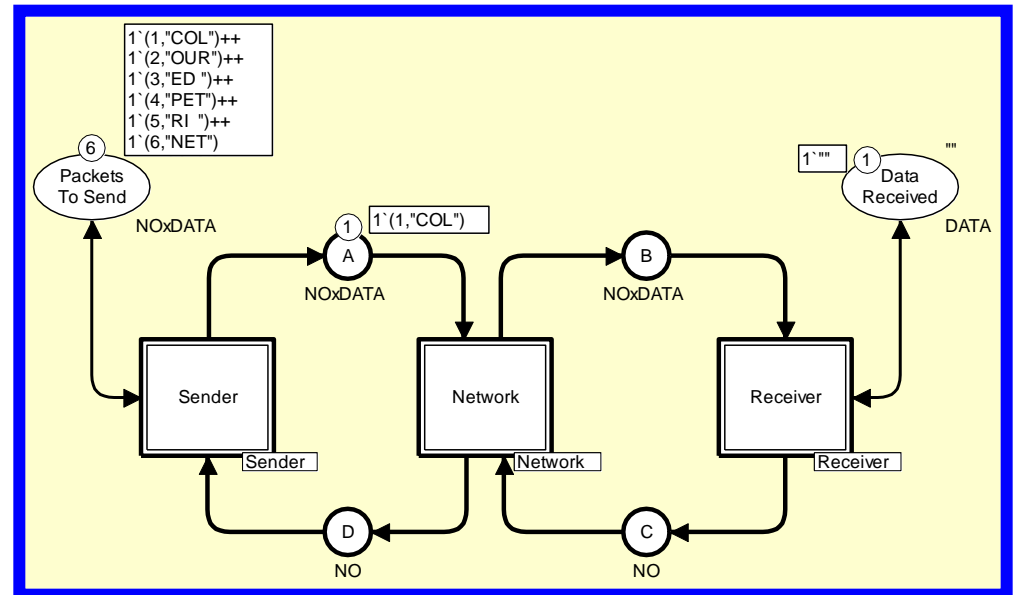 1`(1,"COL")++
1`(2,"OUR")++
1`(3,"ED ")++
1`(4,"PET")++
1`(5,"RI  ")++
1`(6,"NET")
6
Packets
To Send
NOxDATA
1`""
1
""
Data
Received
DATA
1
1`(1,"COL")
A
NOxDATA
B
NOxDATA
Sender
Sender
Network
Network
Receiver
Receiver
D
NO
C
NO